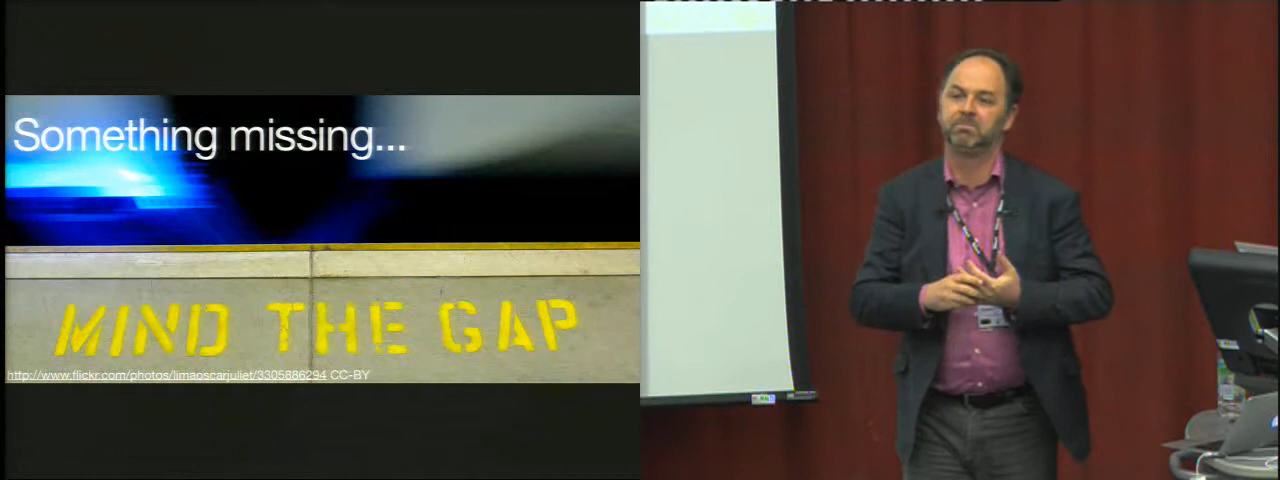 Something missing...
MIND THE GAP
http://www.flickr.com/photos/limaoscarjuliet/3305886294 CC-BY